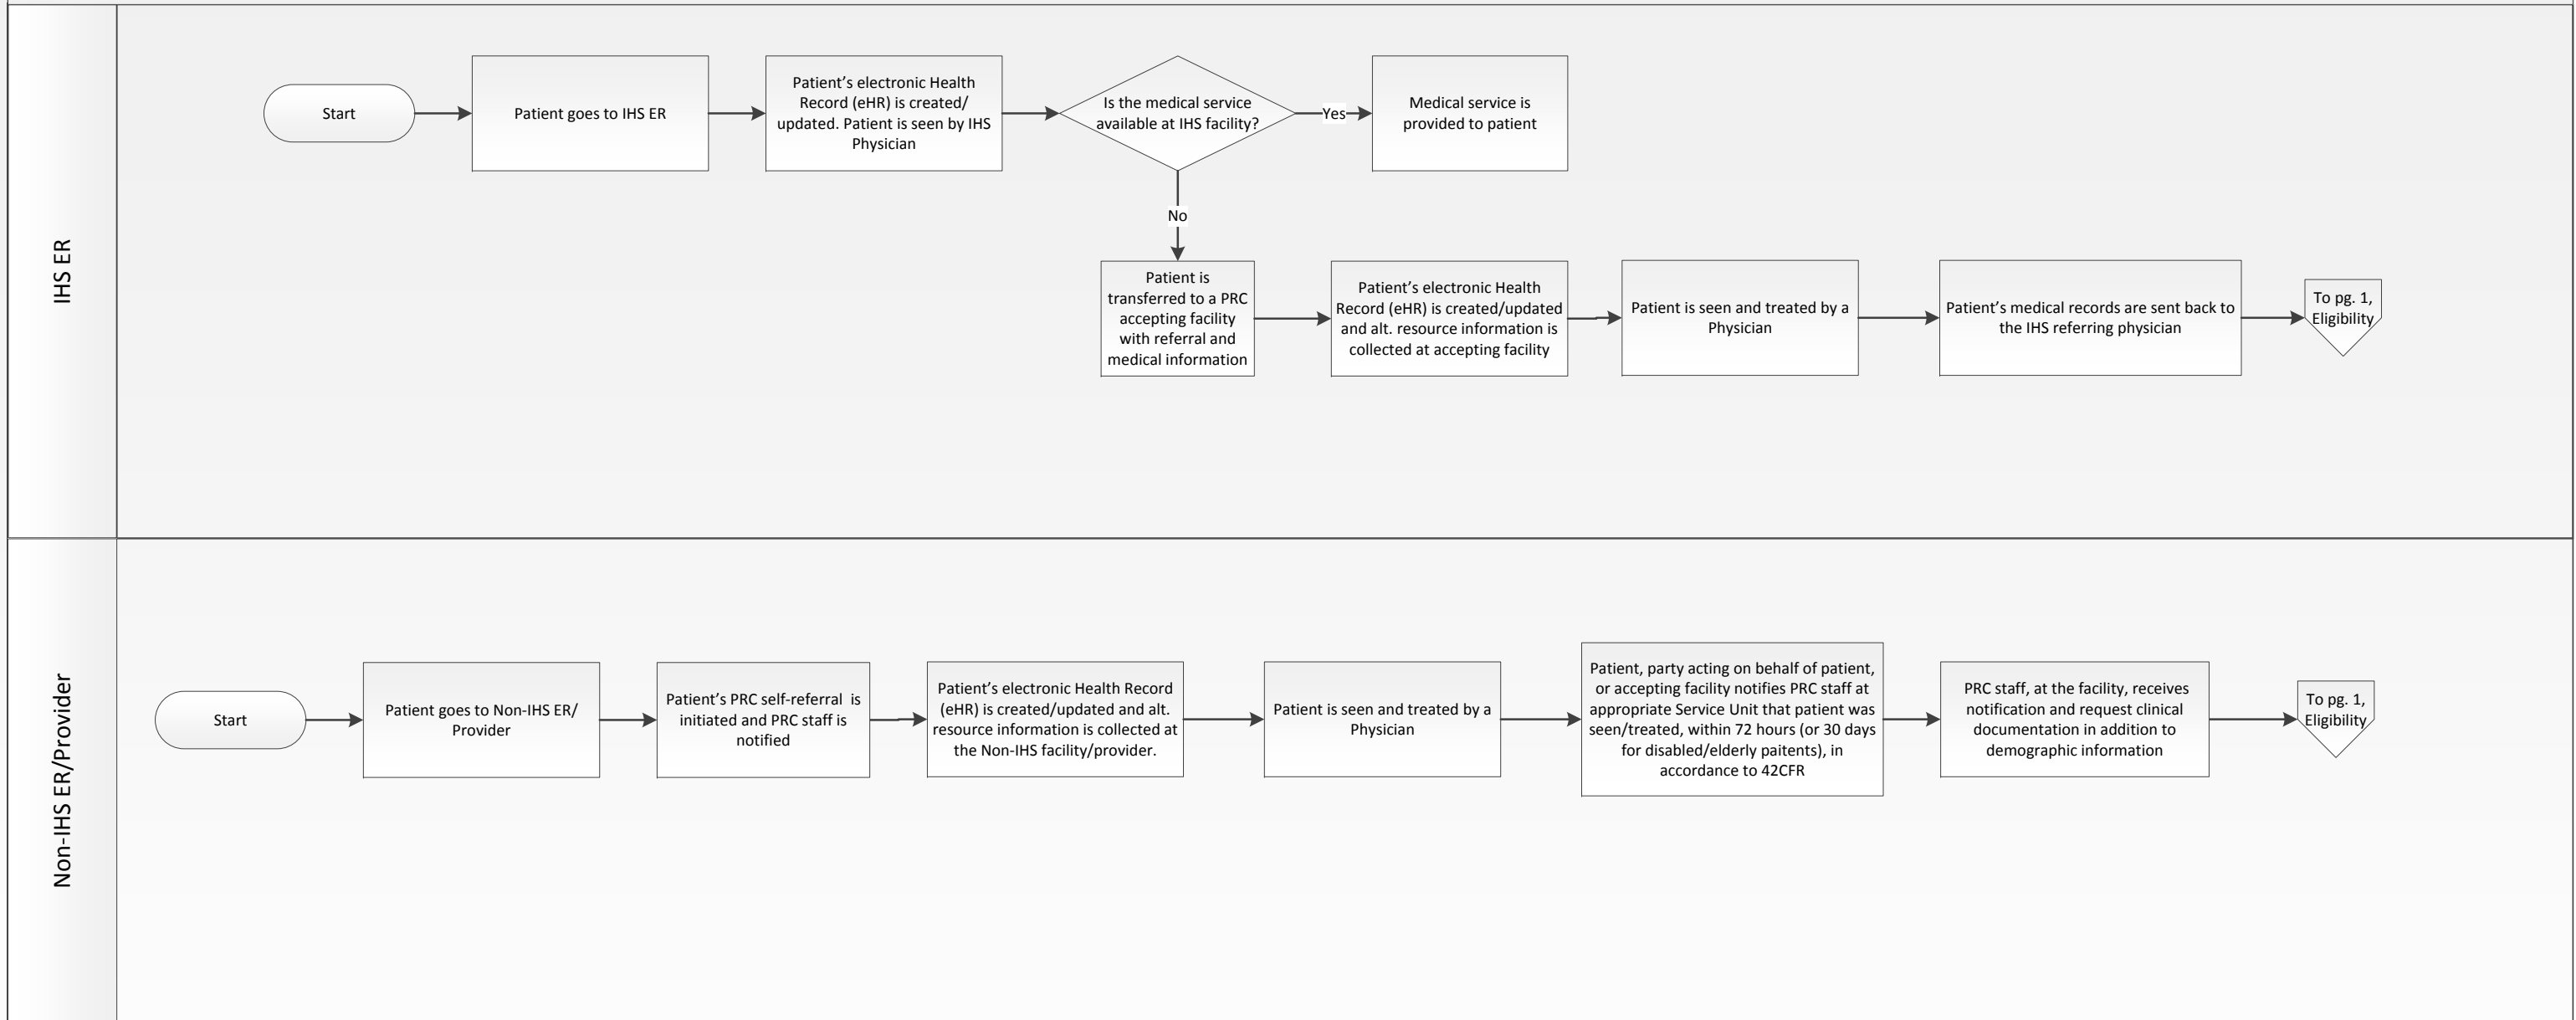 IHS ER
Start
Patient goes to IHS ER
Patient's electronic Health
Record (eHR) is created/
updated. Patient is seen by IHS
Physician
Is the medical service
available at IHS facility?
Yes
Medical service is
provided to patient
No
Patient is
transferred to a PRC
accepting facility
with referral and
medical information
Patient's electronic Health
Record (eHR) is created/updated
and alt. resource information is
collected at accepting facility
Patient is seen and treated by a
Physician
Patient's medical records are sent back to
the IHS referring physician
To pg. 1,
Eligibility
Non-IHS ER/Provider
Start
Patient goes to Non-IHS ER/
Provider
Patient's PRC self-referral  is
initiated and PRC staff is
notified
Patient's electronic Health Record
(eHR) is created/updated and alt.
resource information is collected at
the Non-IHS facility/provider.
Patient is seen and treated by a
Physician
Patient, party acting on behalf of patient,
or accepting facility notifies PRC staff at
appropriate Service Unit that patient was
seen/treated, within 72 hours (or 30 days
for disabled/elderly paitents), in
accordance to 42CFR
PRC staff, at the facility, receives
notification and request clinical
documentation in addition to
demographic information
To pg. 1,
Eligibility